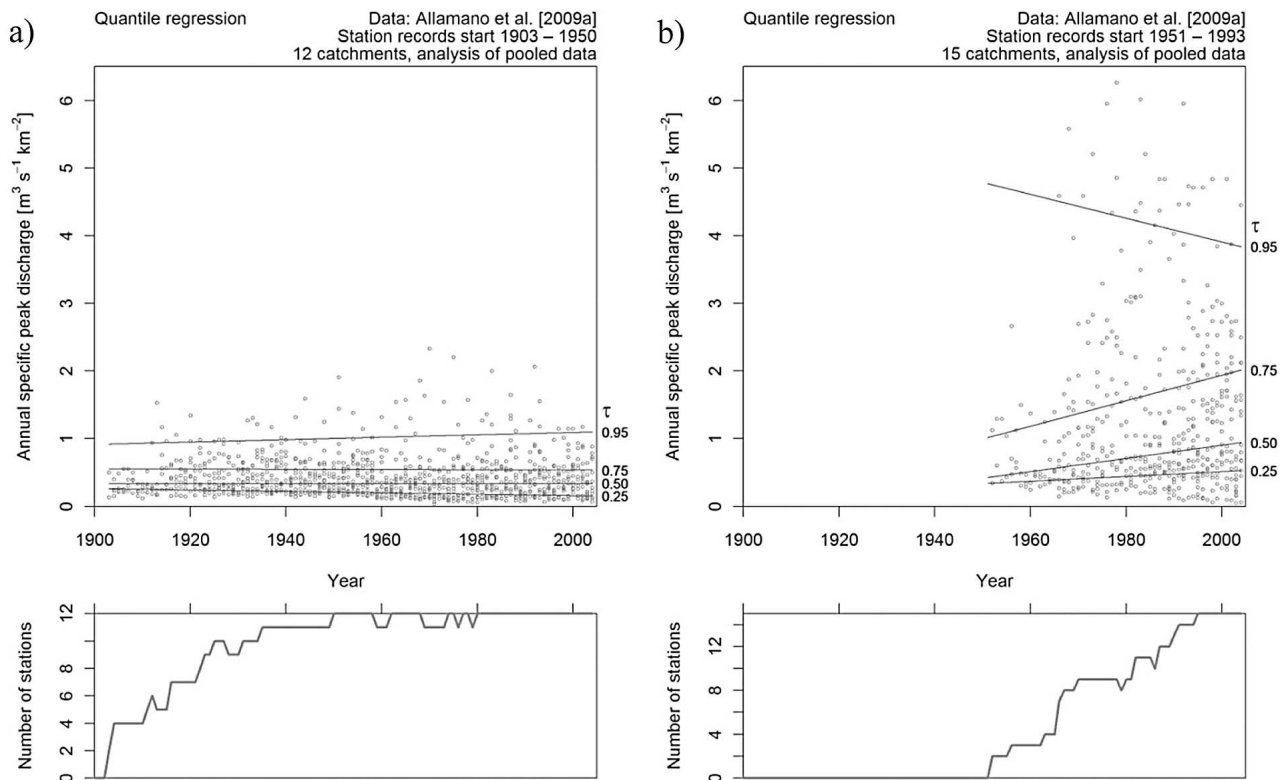 a)
Quantile regression
Data: Allamano et al. [2009a]
Station records start 1903 – 1950
12 catchments, analysis of pooled data
Annual specific peak discharge [m³ s⁻¹ km⁻²]
6
5
4
3
2
1
0
τ
0.95
0.75
0.50
0.25
1900 1920 1940 1960 1980 2000
Year
Number of stations
12
8
6
4
2
0
b)
Quantile regression
Data: Allamano et al. [2009a]
Station records start 1951 – 1993
15 catchments, analysis of pooled data
Annual specific peak discharge [m³ s⁻¹ km⁻²]
6
5
4
3
2
1
0
τ
0.95
0.75
0.50
0.25
1900 1920 1940 1960 1980 2000
Year
Number of stations
12
8
4
0